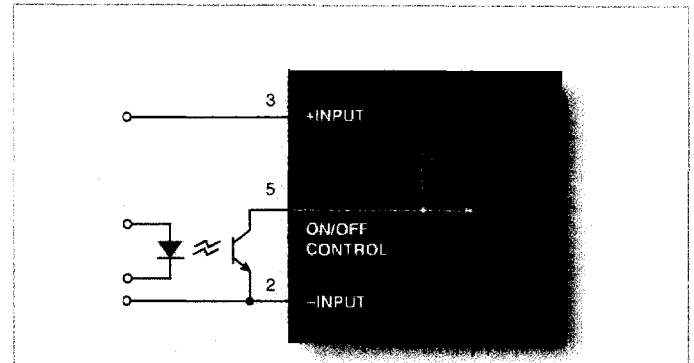 3
+INPUT
5
ON/OFF
CONTROL
2
–INPUT